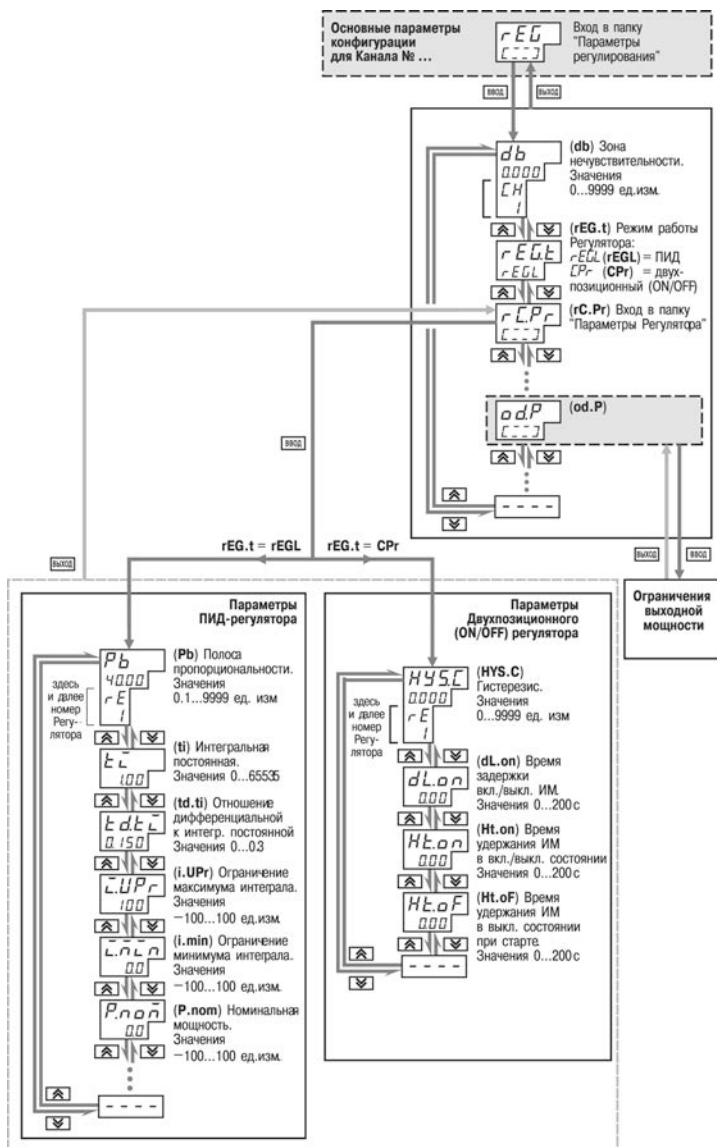 Основные параметры
конфигурации
для Канала № ...
rEG
[---]
Вход в папку
"Параметры
регулирования"
ВВОД
ВЫХОД
db
0.000
CH
1
(db) Зона
нечувствительности.
Значения
0...9999 ед.изм.
rEG.t
rEGL
(rEG.t) Режим работы
Регулятора:
rEGL (rEGL) = ПИД
CPr (CPr) = двух-
позиционный (ON/OFF)
rC.Pr
[---]
(rC.Pr) Вход в папку
"Параметры Регулятора"
od.P
[---]
(od.P)
- - - -
ВВОД
ВЫХОД
rEG.t = rEGL
rEG.t = CPr
ВЫХОД
ВВОД
Ограничения
выходной
мощности
Параметры
ПИД-регулятора
Pb
40.00
rE
1
здесь
и далее
номер
Регу-
лятора
(Pb) Полоса
пропорциональности.
Значения
0.1...9999 ед. изм
ti
1.00
(ti) Интегральная
постоянная.
Значения 0...65535
td.ti
0.150
(td.ti) Отношение
дифференциальной
к интегр. постоянной
Значения 0...0.3
i.UPr
100
(i.UPr) Ограничение
максимума интеграла.
Значения
−100...100 ед.изм.
i.min
0.0
(i.min) Ограничение
минимума интеграла.
Значения
−100...100 ед.изм.
P.nom
0.0
(P.nom) Номинальная
мощность.
Значения
−100...100 ед.изм.
- - - -
Параметры
Двухпозиционного
(ON/OFF) регулятора
HYS.C
0.000
rE
1
здесь
и далее
номер
Регу-
лятора
(HYS.C)
Гистерезис.
Значения
0...9999 ед. изм
dL.on
0.00
(dL.on) Время
задержки
вкл./выкл. ИМ.
Значения 0...200 с
Ht.on
0.00
(Ht.on) Время
удержания ИМ
в вкл./выкл. состоянии
Значения 0...200 с
Ht.oF
0.00
(Ht.oF) Время
удержания ИМ
в выкл. состоянии
при старте.
Значения 0...200 с
- - - -